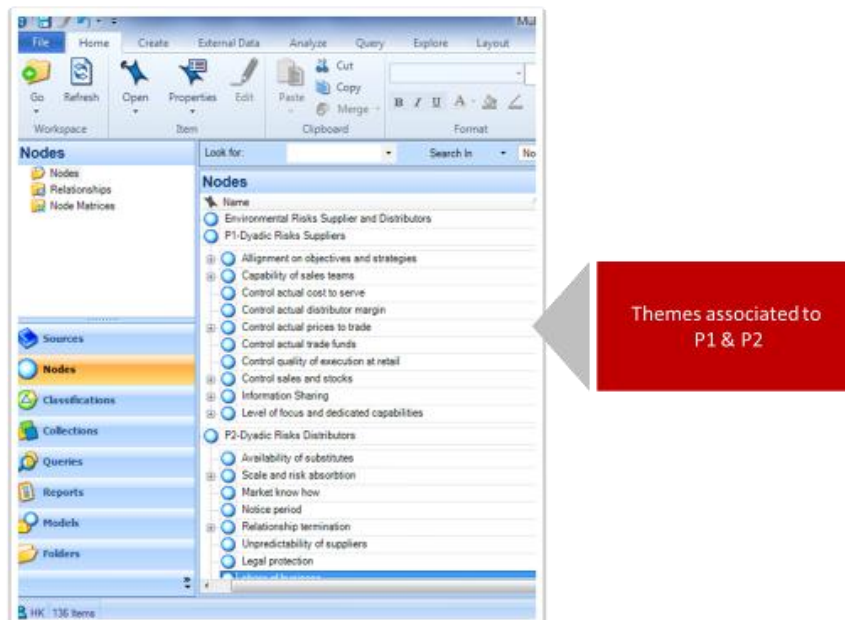 Mu
File Home Create External Data Analyze Query Explore Layout
Go Refresh Open Properties Edit Paste Cut
Copy
Merge
B I U A
Workspace Item Clipboard Format
Nodes
Nodes
Relationships
Node Matrices
Sources
Nodes
Classifications
Collections
Queries
Reports
Models
Folders
Look for: Search In No
Nodes
Name
Environmental Risks Supplier and Distributors
P1-Dyadic Risks Suppliers
Allignment on objectives and strategies
Capability of sales teams
Control actual cost to serve
Control actual distributor margin
Control actual prices to trade
Control actual trade funds
Control quality of execution at retail
Control sales and stocks
Information Sharing
Level of focus and dedicated capabilities
P2-Dyadic Risks Distributors
Availability of substitutes
Scale and risk absorbtion
Market know how
Notice period
Relationship termination
Unpredictability of suppliers
Legal protection
HK 136 Items
Themes associated to
P1 & P2